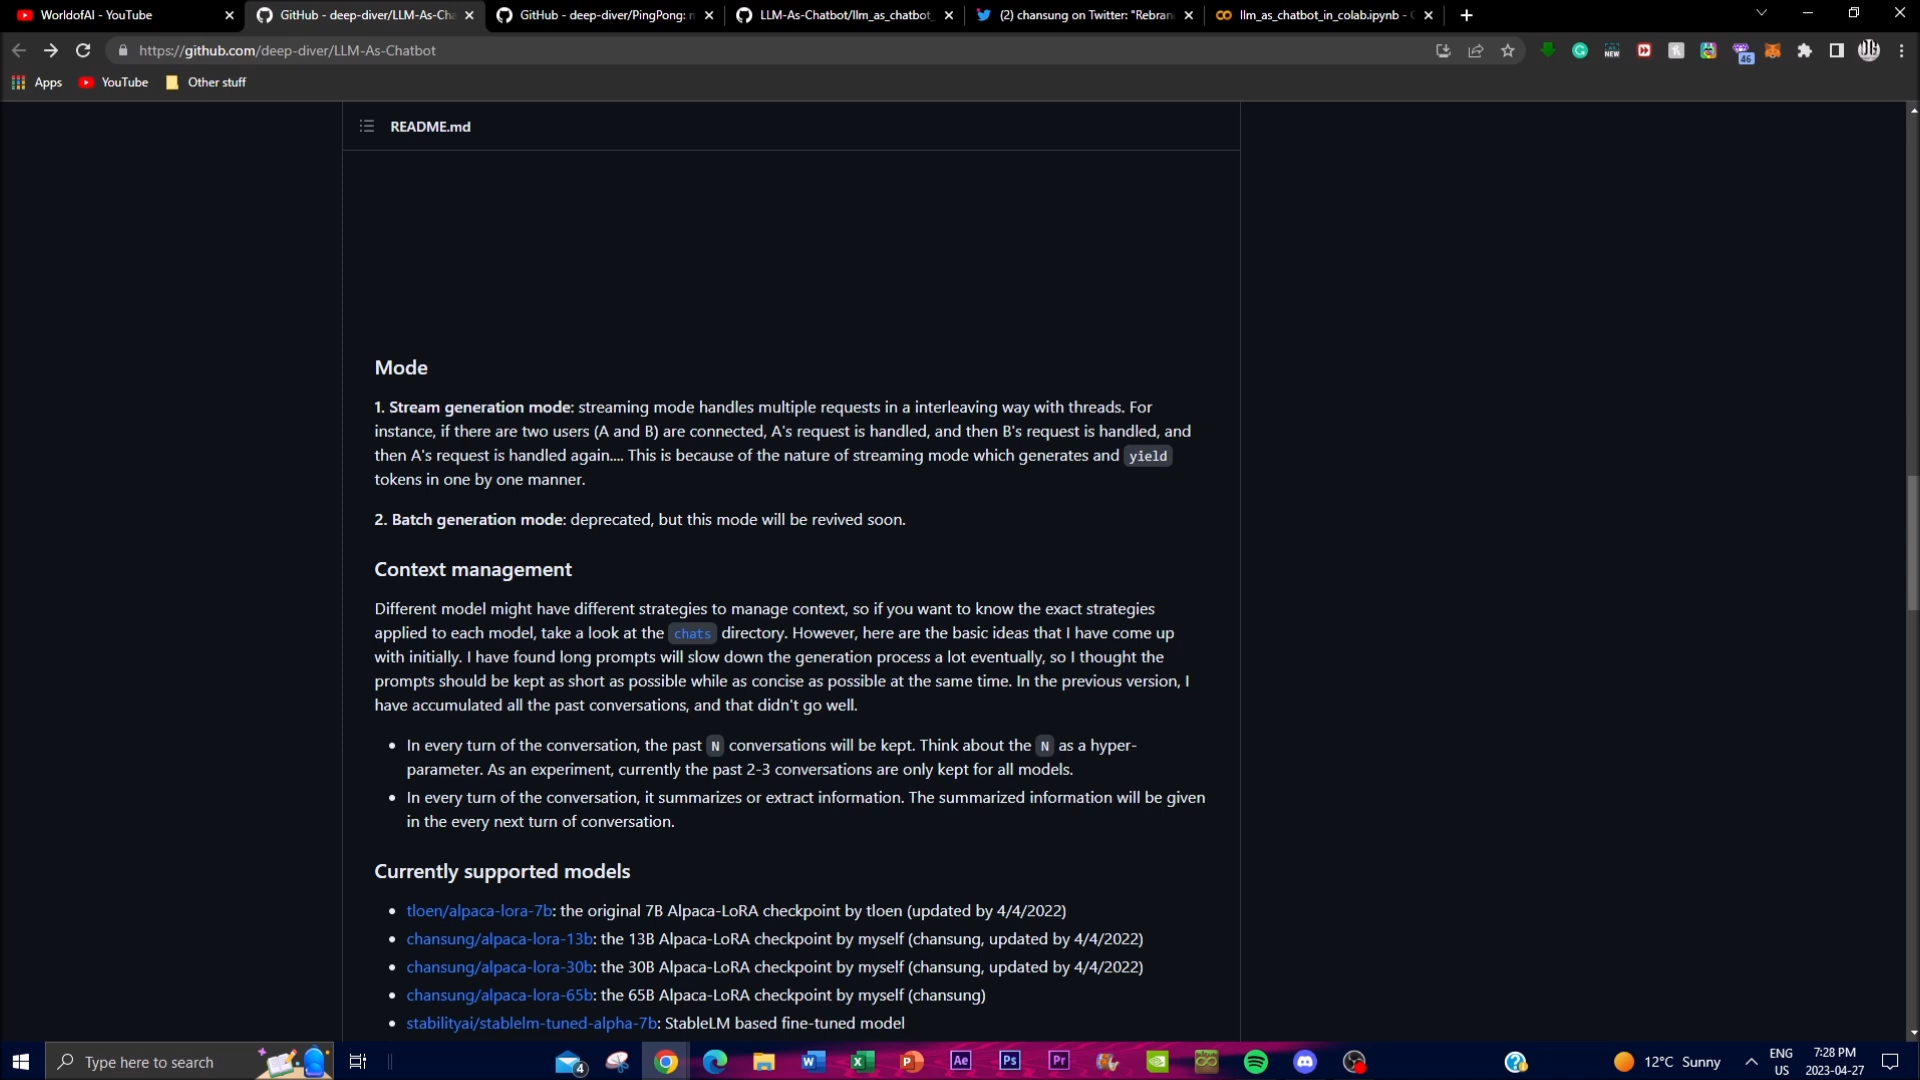 WorldofAI - YouTube
GitHub - deep-diver/LLM-As-Cha
GitHub - deep-diver/PingPong: m
LLM-As-Chatbot/llm_as_chatbot_
(2) chansung on Twitter: "Rebran
llm_as_chatbot_in_colab.ipynb - C
https://github.com/deep-diver/LLM-As-Chatbot
NEW
46
Apps
YouTube
Other stuff
README.md
Mode
1. Stream generation mode: streaming mode handles multiple requests in a interleaving way with threads. For
instance, if there are two users (A and B) are connected, A's request is handled, and then B's request is handled, and
then A's request is handled again.... This is because of the nature of streaming mode which generates and yield
tokens in one by one manner.
2. Batch generation mode: deprecated, but this mode will be revived soon.
Context management
Different model might have different strategies to manage context, so if you want to know the exact strategies
applied to each model, take a look at the chats directory. However, here are the basic ideas that I have come up
with initially. I have found long prompts will slow down the generation process a lot eventually, so I thought the
prompts should be kept as short as possible while as concise as possible at the same time. In the previous version, I
have accumulated all the past conversations, and that didn't go well.
• In every turn of the conversation, the past N conversations will be kept. Think about the N as a hyper-
parameter. As an experiment, currently the past 2-3 conversations are only kept for all models.
• In every turn of the conversation, it summarizes or extract information. The summarized information will be given
in the every next turn of conversation.
Currently supported models
• tloen/alpaca-lora-7b: the original 7B Alpaca-LoRA checkpoint by tloen (updated by 4/4/2022)
• chansung/alpaca-lora-13b: the 13B Alpaca-LoRA checkpoint by myself (chansung, updated by 4/4/2022)
• chansung/alpaca-lora-30b: the 30B Alpaca-LoRA checkpoint by myself (chansung, updated by 4/4/2022)
• chansung/alpaca-lora-65b: the 65B Alpaca-LoRA checkpoint by myself (chansung)
• stabilityai/stablelm-tuned-alpha-7b: StableLM based fine-tuned model
Type here to search
4
Ae
Ps
Pr
12°C Sunny
ENG
US
7:28 PM
2023-04-27